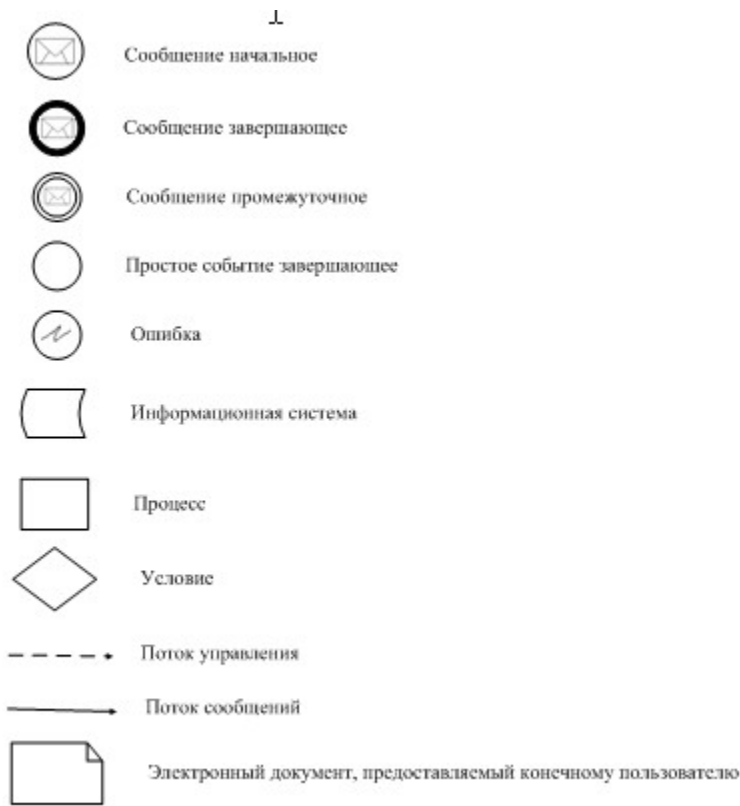 Сообщение начальное
Сообщение завершающее
Сообщение промежуточное
Простое событие завершающее
Ошибка
Информационная система
Процесс
Условие
Поток управления
Поток сообщений
Электронный документ, предоставляемый конечному пользователю